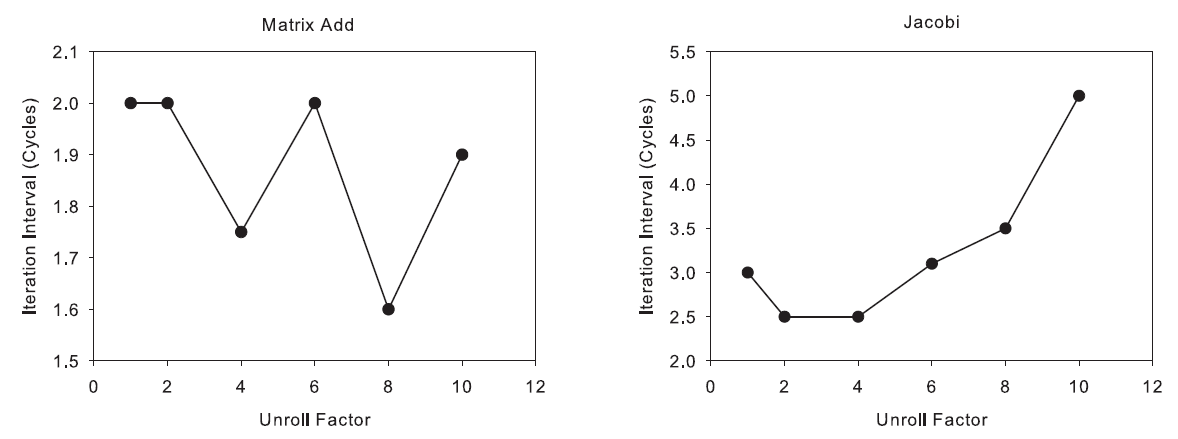 Matrix Add
2.1
2.0
1.9
1.8
1.7
1.6
1.5
Iteration Interval (Cycles)
0 2 4 6 8 10 12
Unroll Factor
Jacobi
5.5
5.0
4.5
4.0
3.5
3.0
2.5
2.0
Iteration Interval (Cycles)
0 2 4 6 8 10 12
Unroll Factor